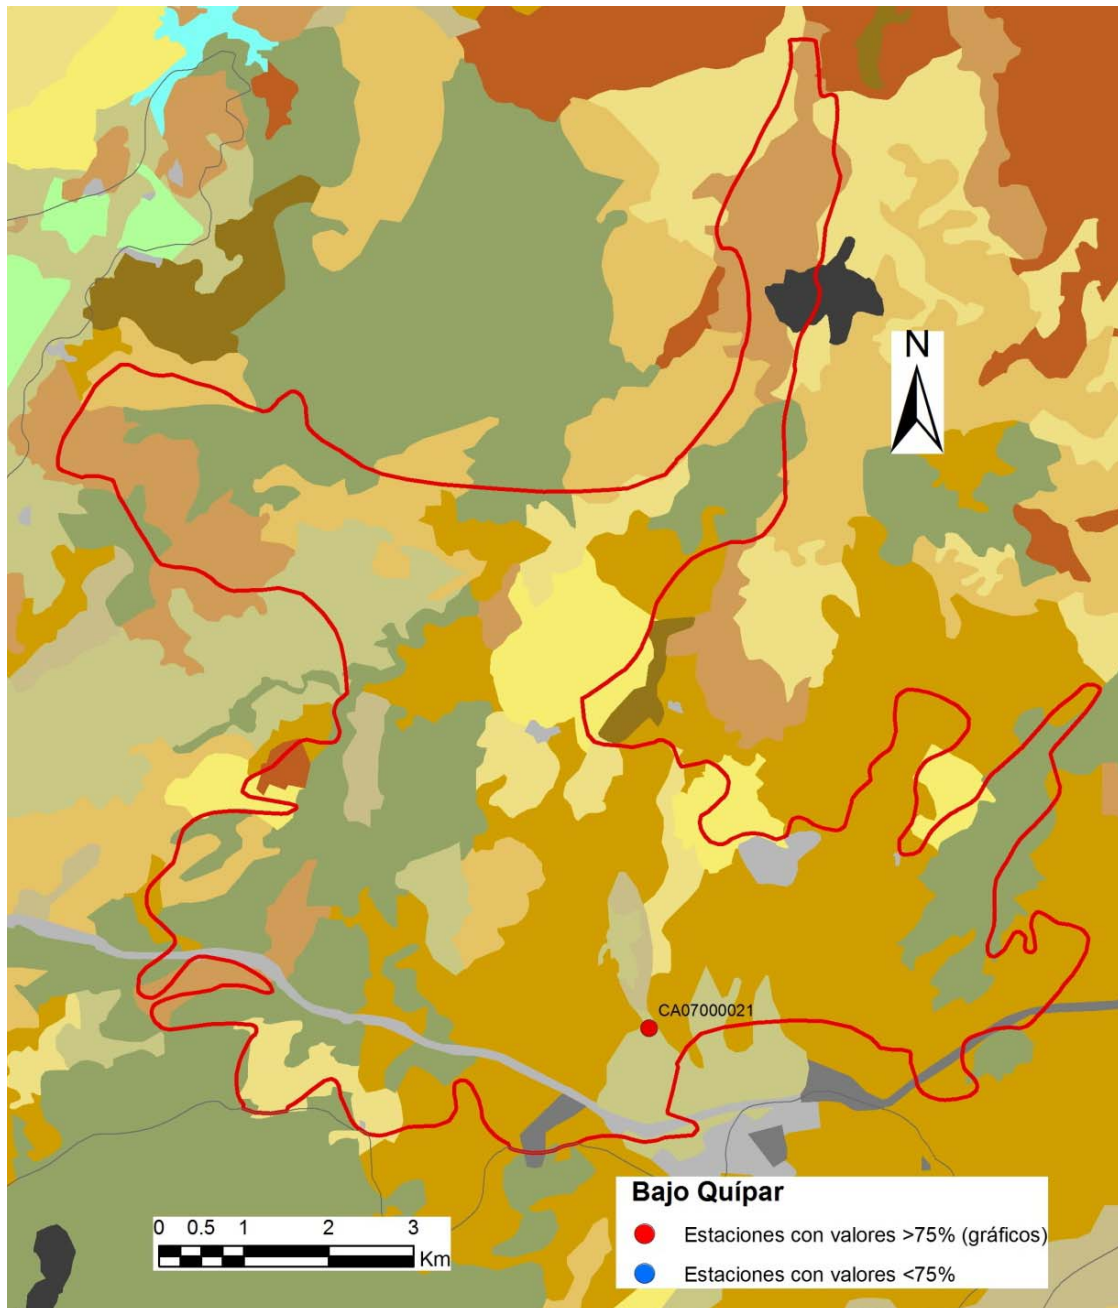 N
CA07000021
Bajo Quípar
Estaciones con valores >75% (gráficos)
Estaciones con valores <75%
0 0.5 1 2 3
Km